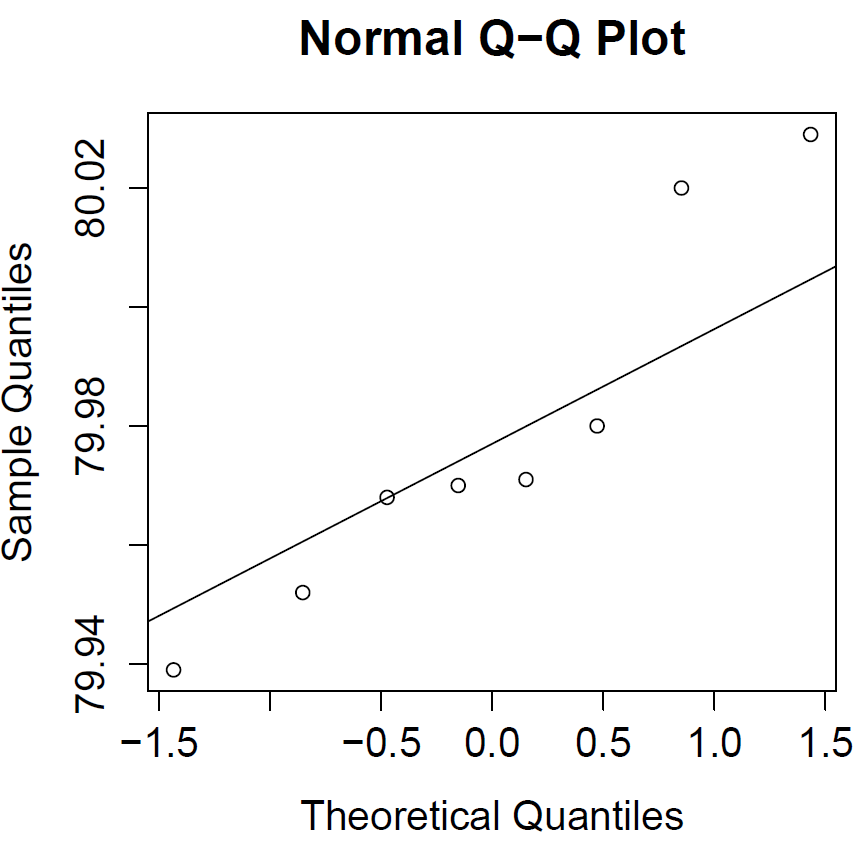 Normal Q−Q Plot
Sample Quantiles
80.02
79.98
79.94
−1.5 −0.5 0.0 0.5 1.0 1.5
Theoretical Quantiles